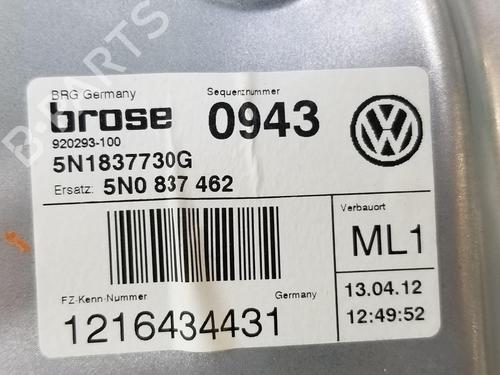 B-PARTS
BRG Germany
Sequenznummer
brose
0943
920293-100
5N1837730G
Ersatz: 5N0 837 462
Verbauort
ML1
FZ-Kenn-Nummer
Germany
13.04.12
1216434431
12:49:52